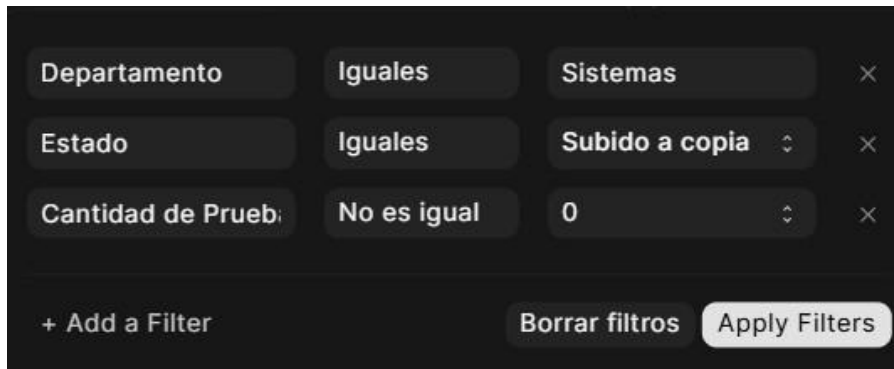 Departamento Iguales Sistemas
Estado Iguales Subido a copia
Cantidad de Prueb No es igual 0
+ Add a Filter Borrar filtros Apply Filters